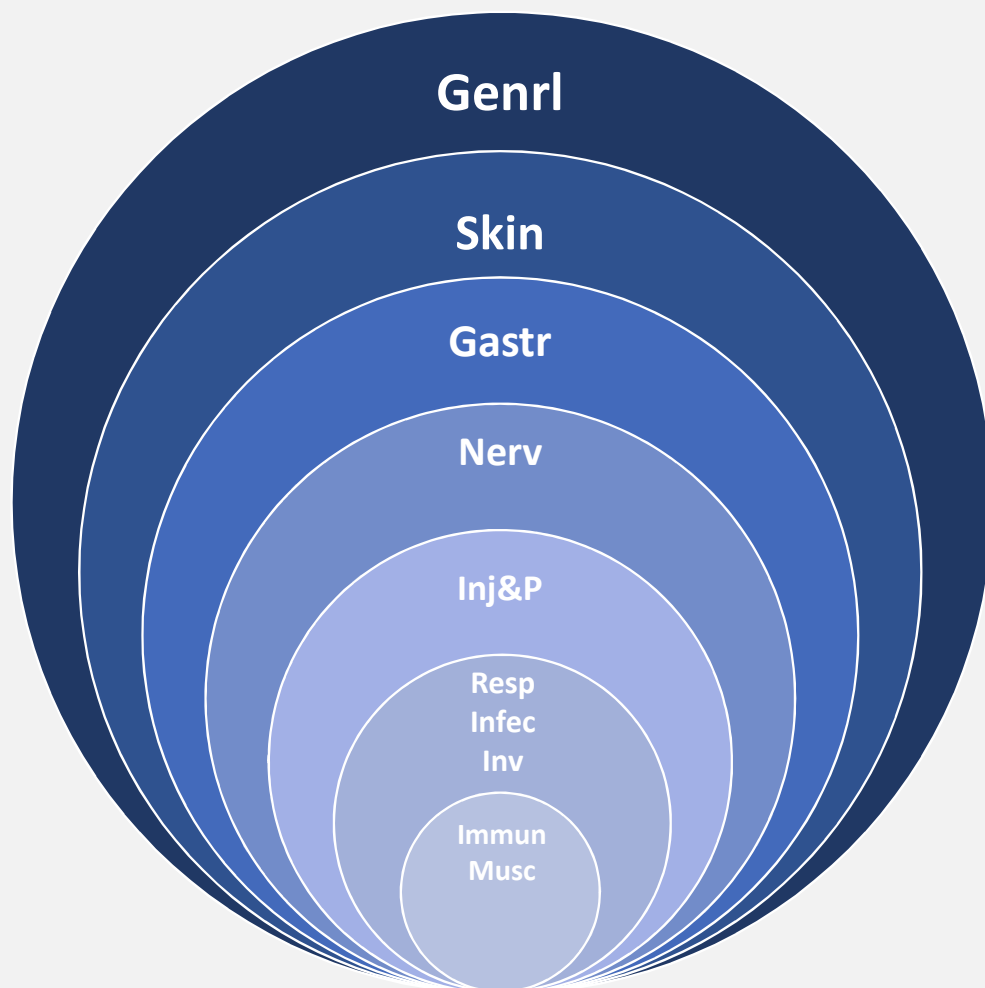 Genrl
Skin
Gastr
Nerv
Inj&P
Resp
Infec
Inv
Immun
Musc